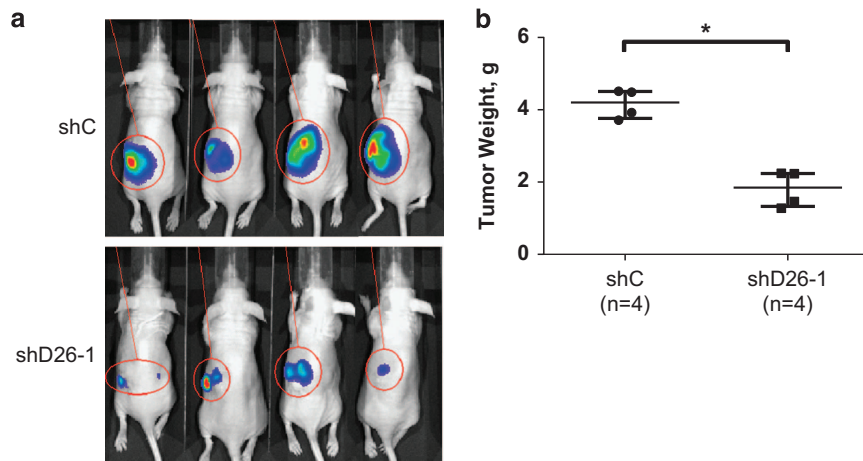 a
shC
shD26-1
b
*
Tumor Weight, g
6
4
2
0
shC
(n=4)
shD26-1
(n=4)